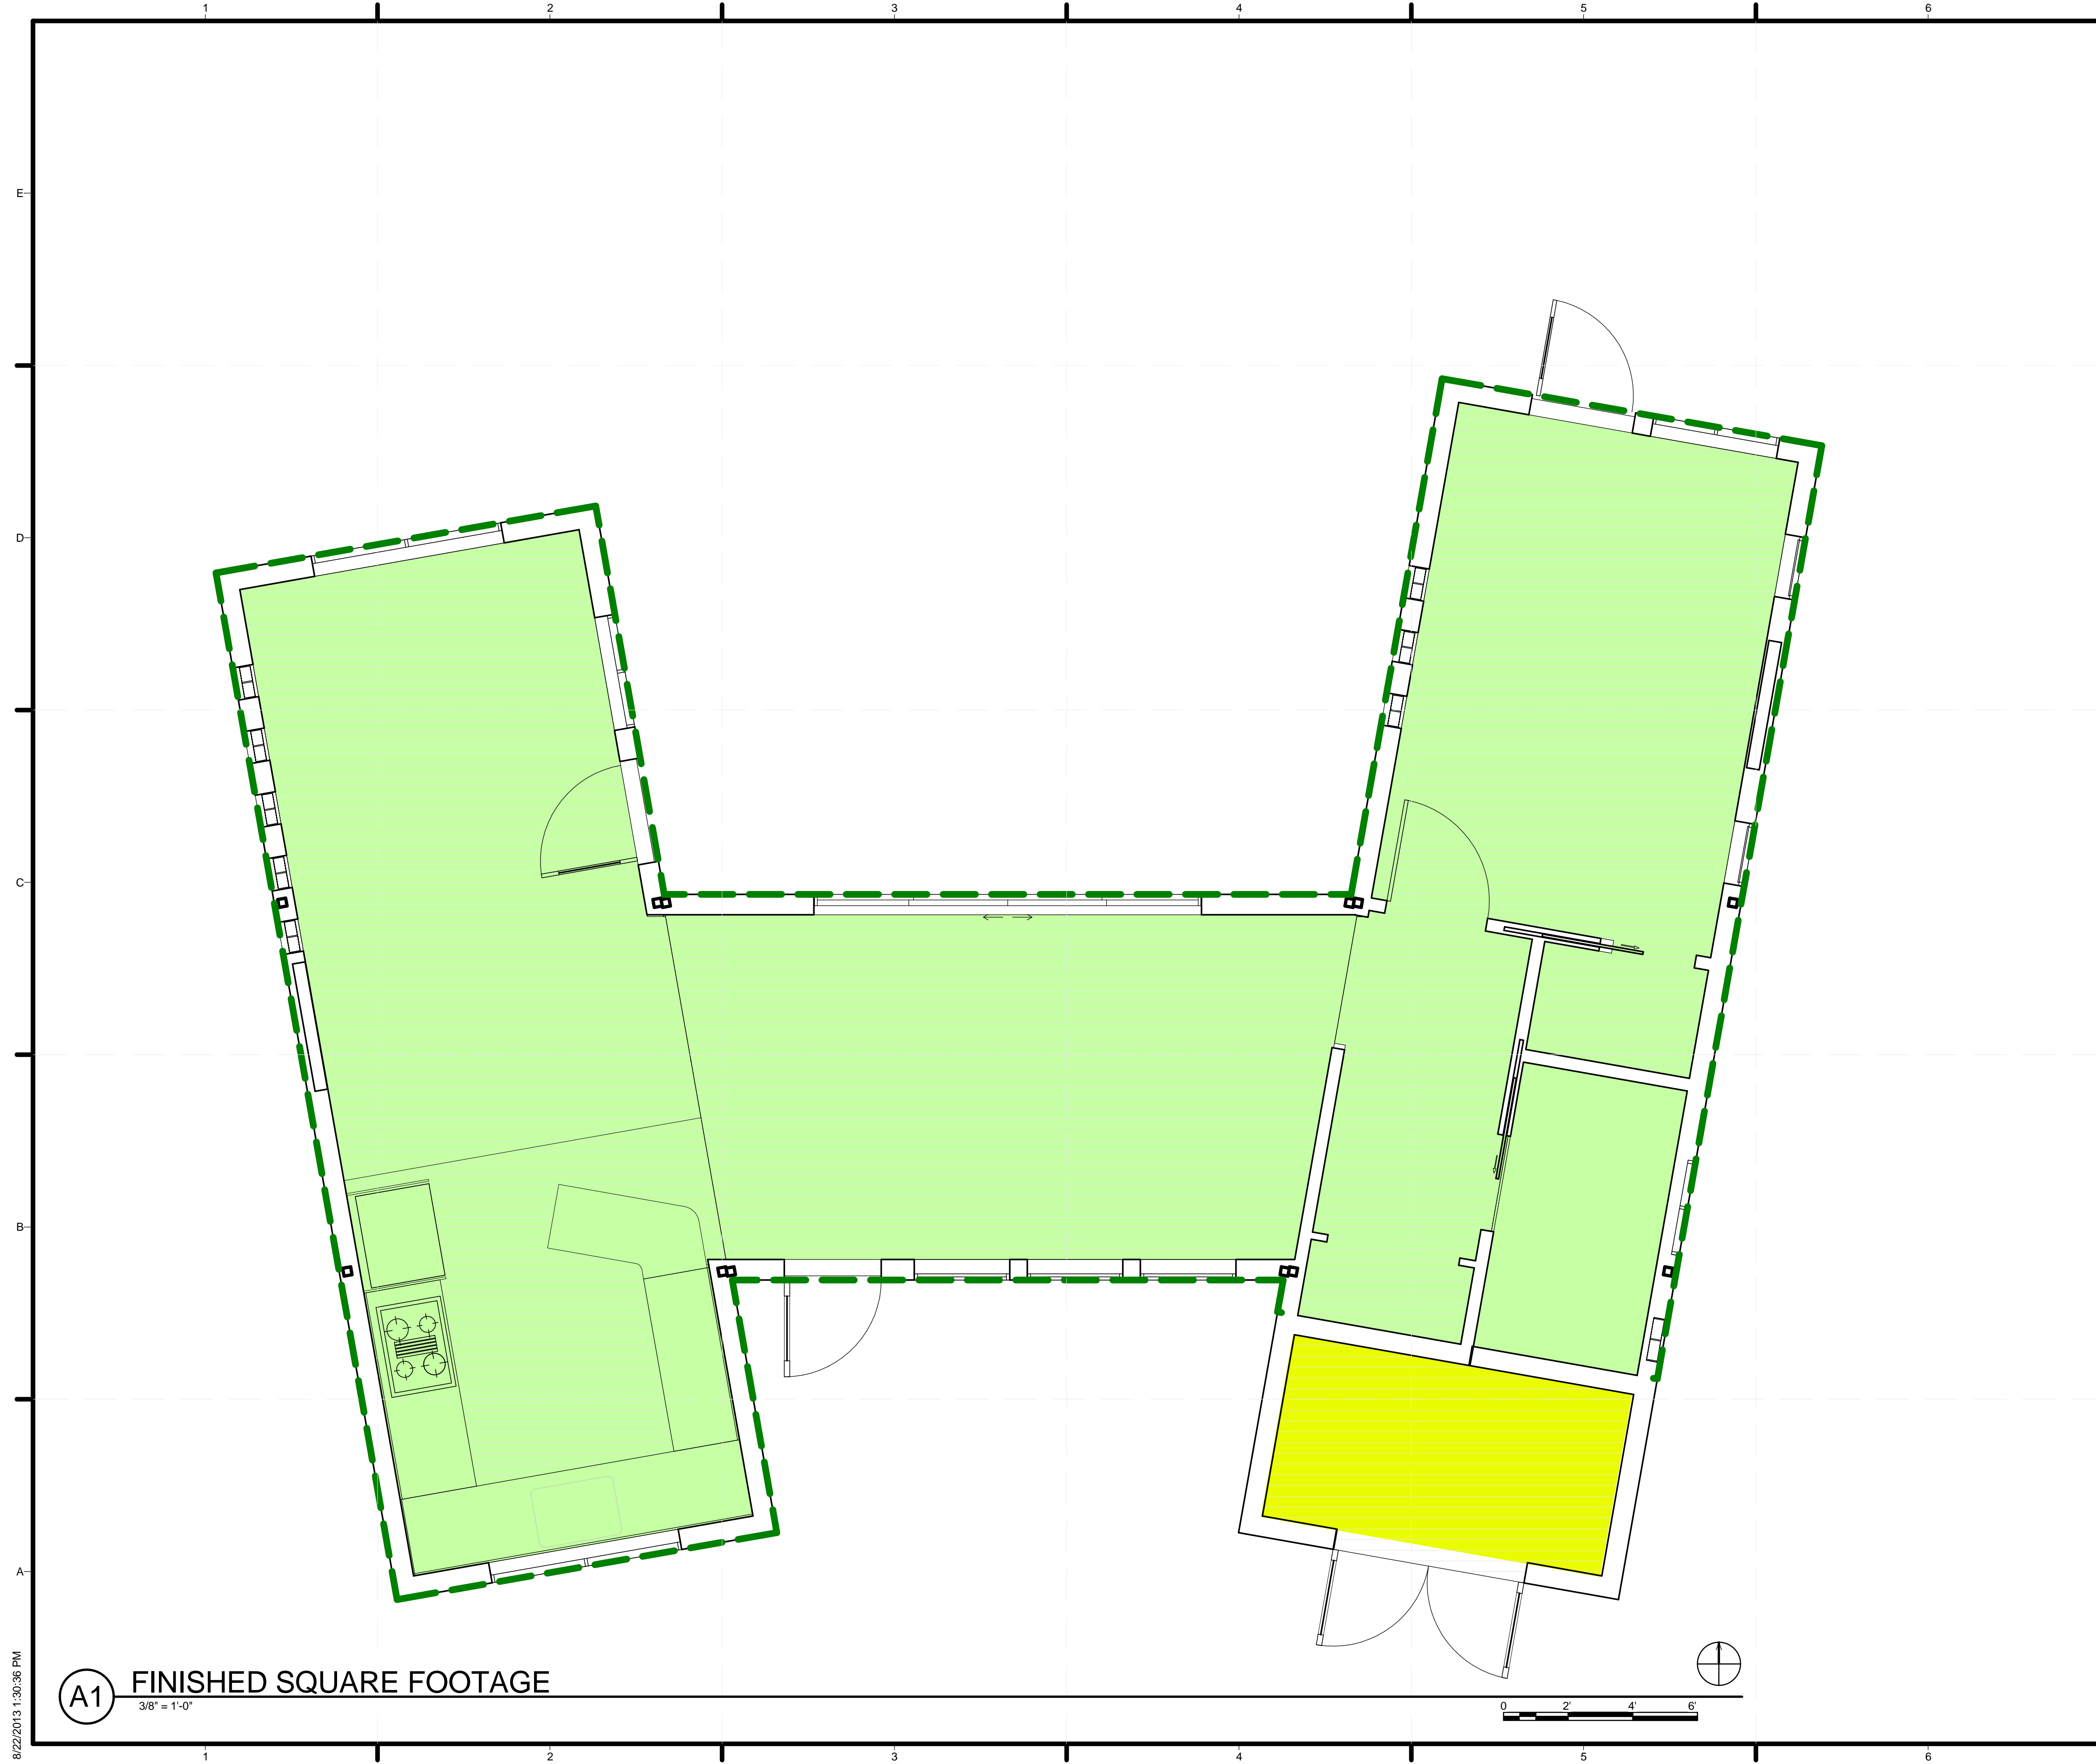 1 2 3 4 5 6
E
D
C
B
A
A1 FINISHED SQUARE FOOTAGE
3/8" = 1'-0"
0 2' 4' 6'
8/22/2013 1:30:36 PM
1 2 3 4 5 6